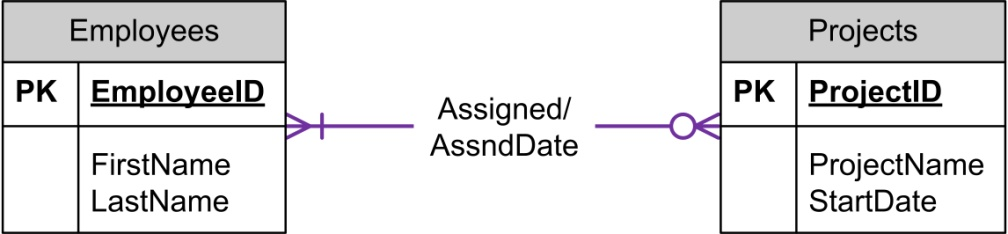 Employees
PK EmployeeID
FirstName
LastName
Assigned/
AssndDate
Projects
PK ProjectID
ProjectName
StartDate